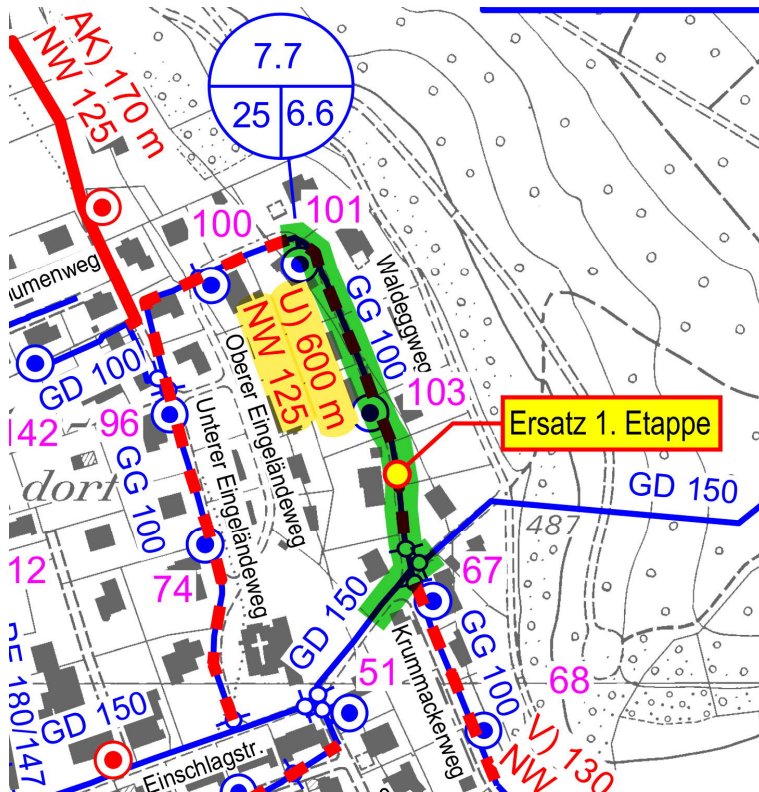 AK) 170 m
NW 125
7.7
25
6.6
100
101
Waldeggweg
GG 100
U) 600 m
NW 125
Oberer Eingeländeweg
GD 100
103
Ersatz 1. Etappe
142
96
Unterer Eingeländeweg
GG 100
dorf
GD 150
487
12
74
67
GD 150
GG 100
51
68
180/147
GD 150
Krummackerweg
V) 130
NW
Einschlagstr.